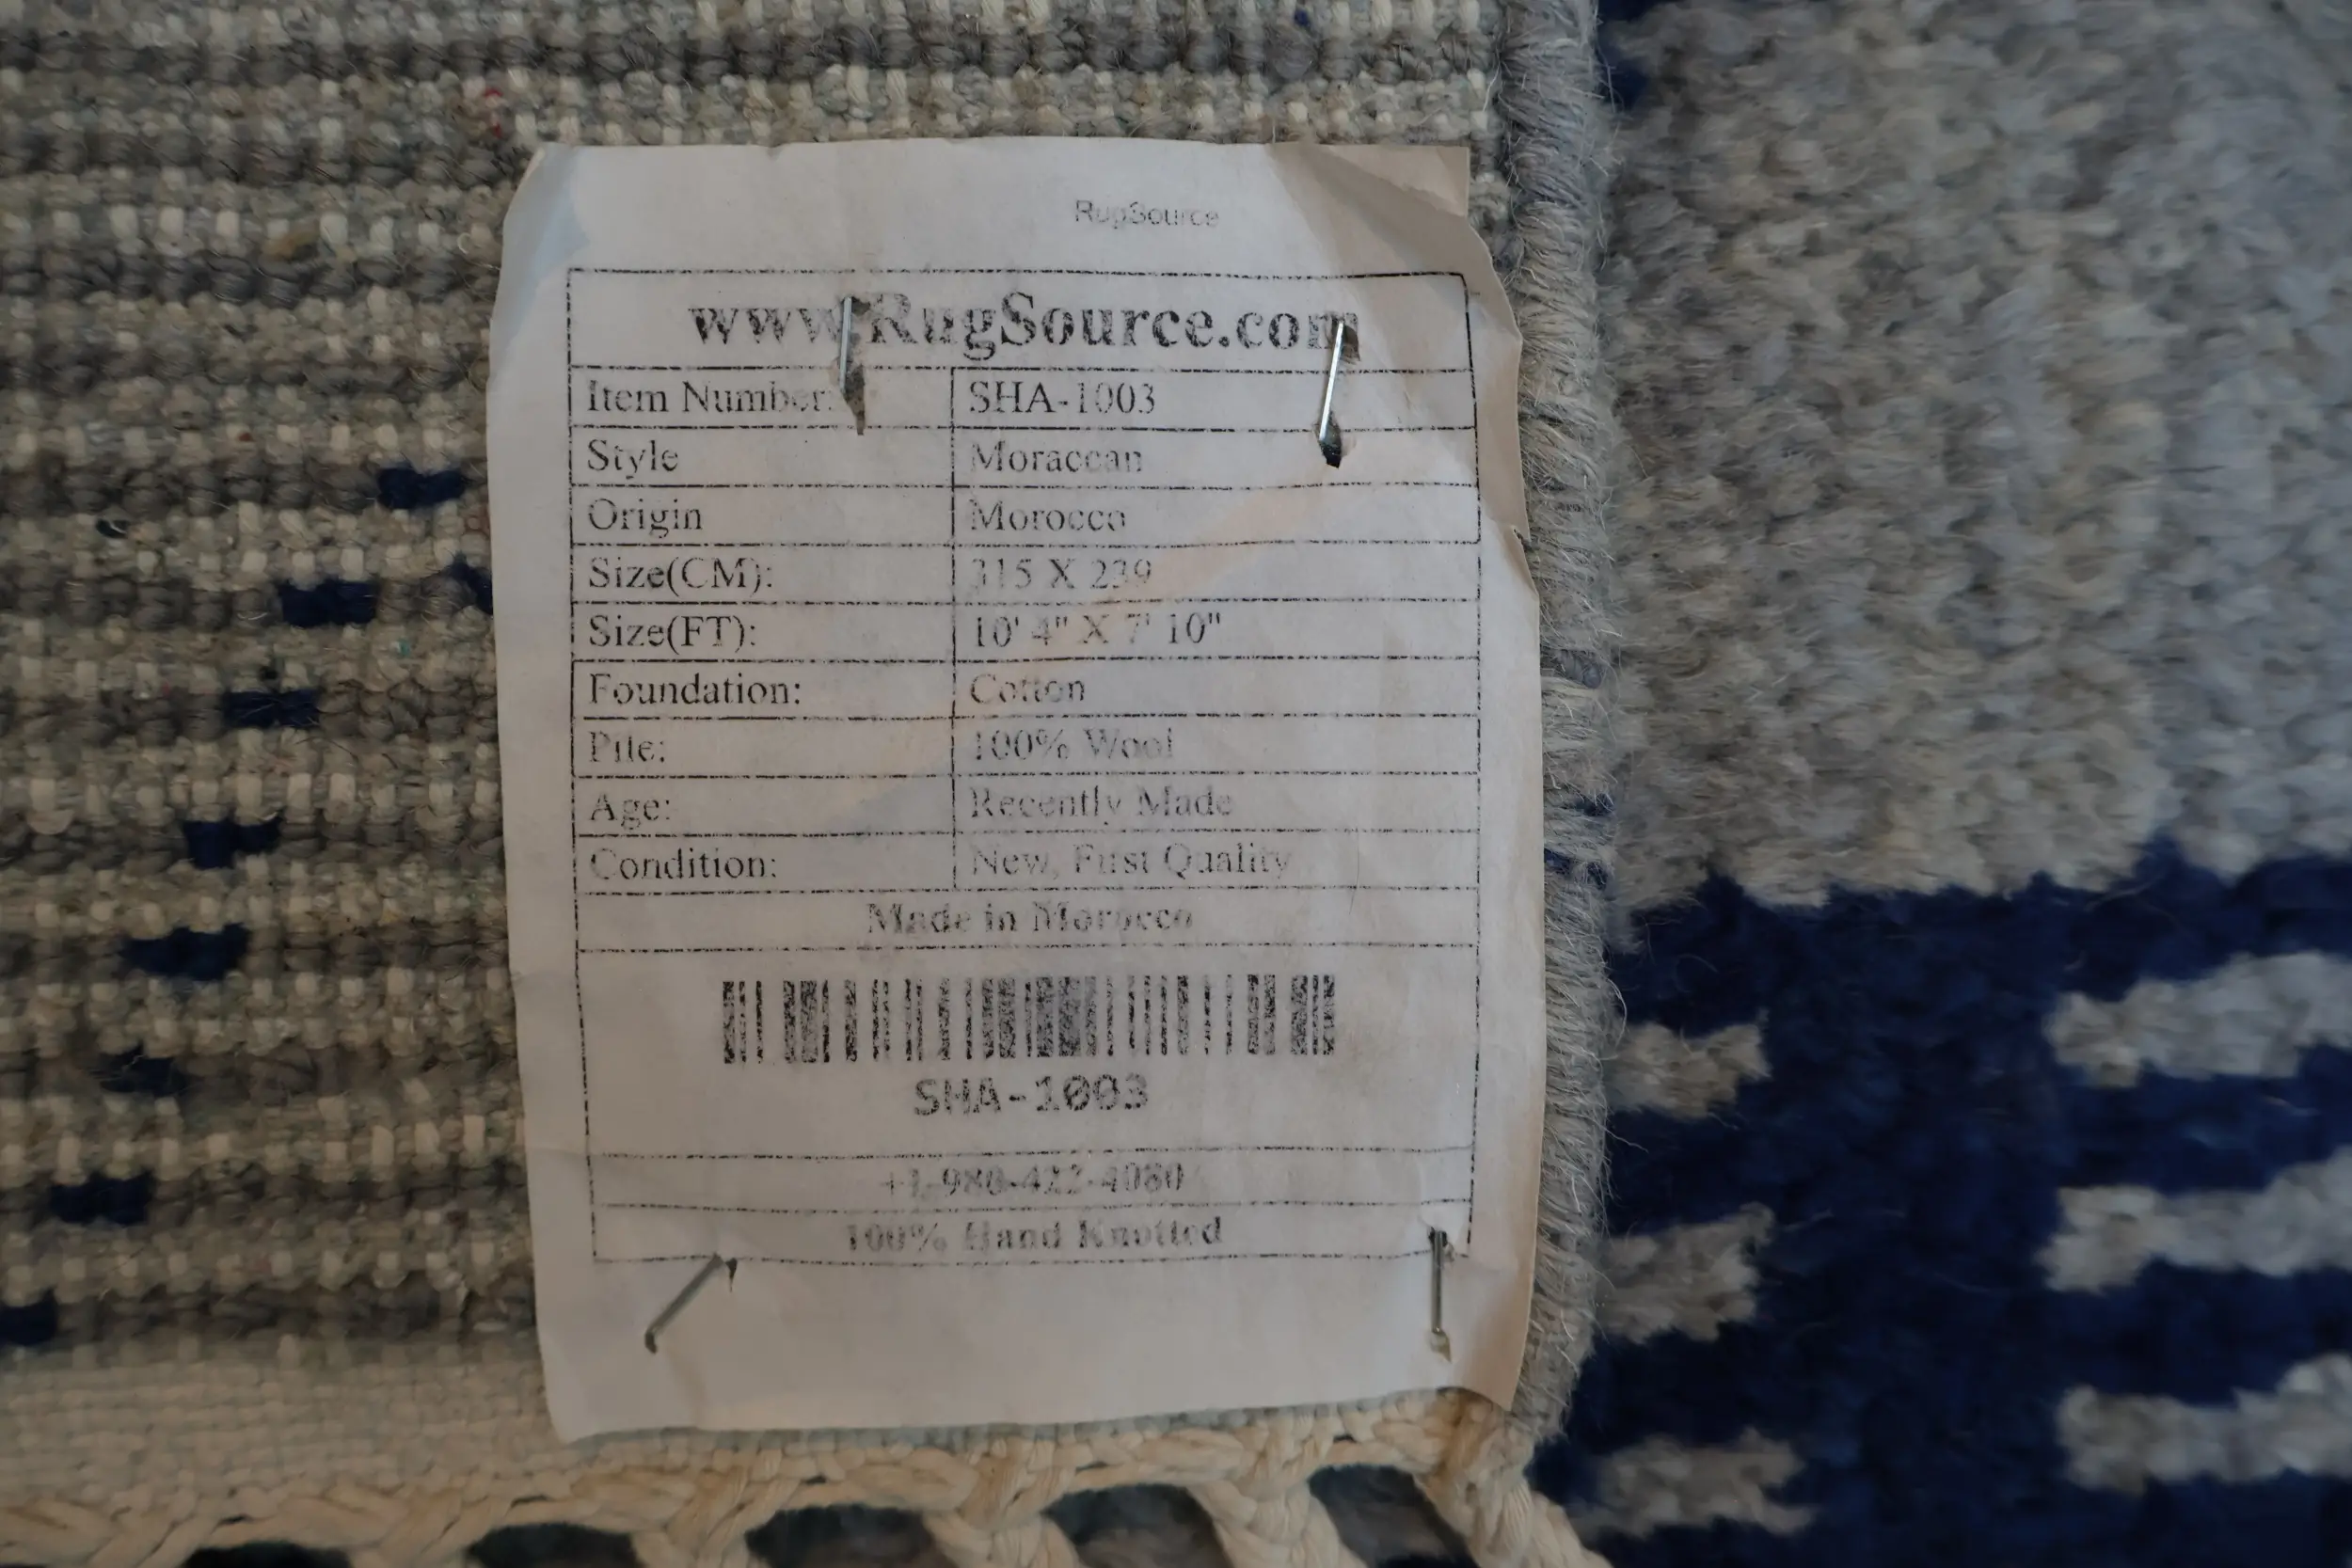 RugSource
www.RugSource.com
Item Number: SHA-1003
Style Moraccan
Origin Morocco
Size(CM): 315 X 239
Size(FT): 10' 4" X 7' 10"
Foundation: Cotton
Pile: 100% Wool
Age: Recently Made
Condition: New, First Quality
Made in Morocco
SHA-1003
+1-980-422-4080
100% Hand Knotted